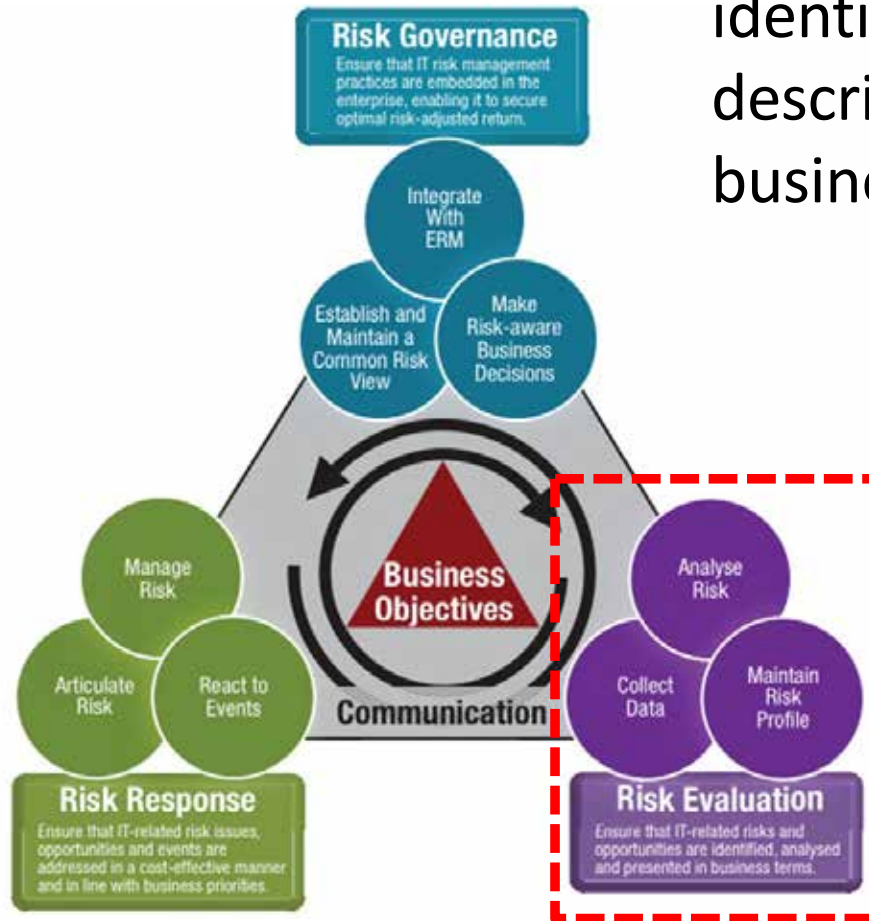 identi
descri
busine
Risk Governance
Ensure that IT risk management
practices are embedded in the
enterprise, enabling it to secure
optimal risk-adjusted return.
Integrate
With
ERM
Establish and
Maintain a
Common Risk
View
Make
Risk-aware
Business
Decisions
Business
Objectives
Communication
Manage
Risk
Articulate
Risk
React to
Events
Risk Response
Ensure that IT-related risk issues,
opportunities and events are
addressed in a cost-effective manner
and in line with business priorities.
Analyse
Risk
Collect
Data
Maintain
Risk
Profile
Risk Evaluation
Ensure that IT-related risks and
opportunities are identified, analysed
and presented in business terms.